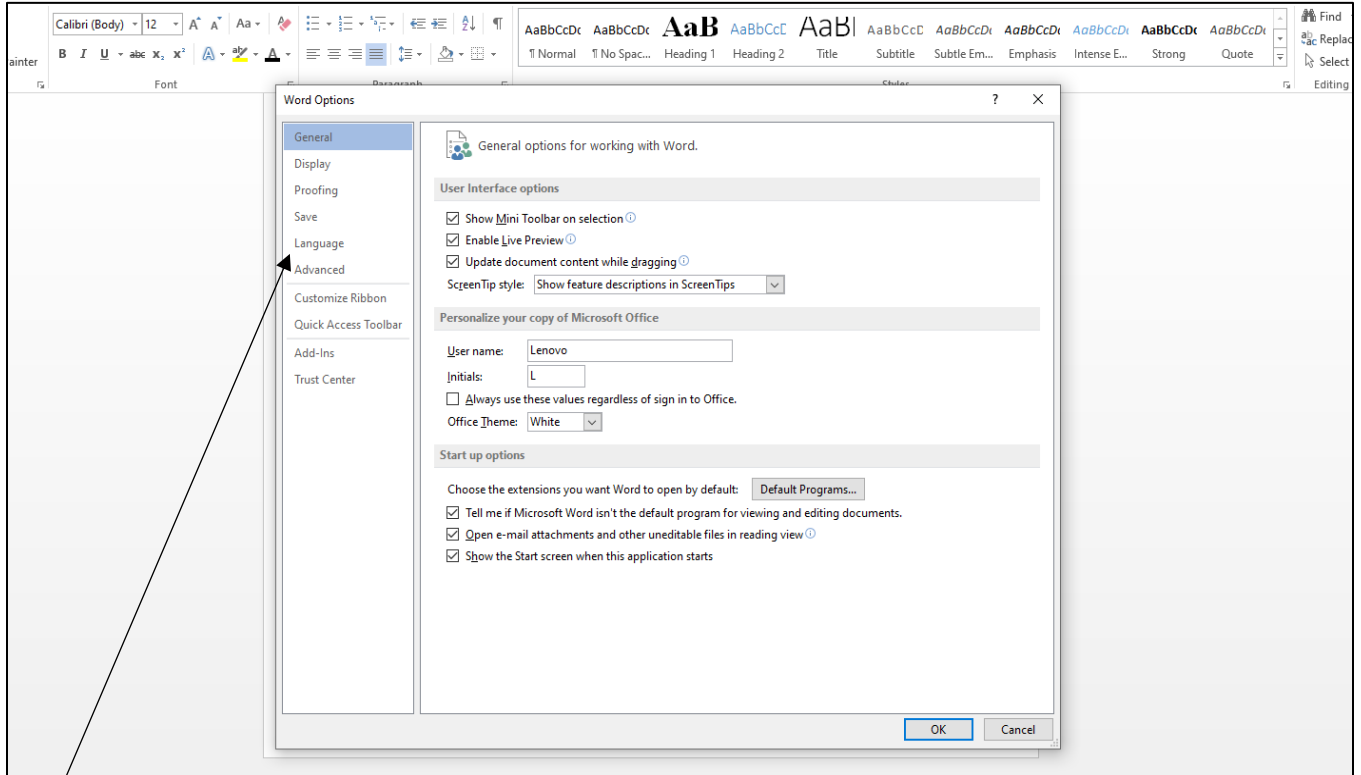 Calibri (Body) 12 A A Aa
Find
AaBbCcDc AaBbCcDc AaB AaBbCcC AaB AaBbCcD AaBbCcDc AaBbCcDc AaBbCcDc AaBbCcDc AaBbCcDc
Replac
ainter B I U abc X₂ X² A aby A
¶ Normal ¶ No Spac... Heading 1 Heading 2 Title Subtitle Subtle Em... Emphasis Intense E... Strong Quote
Select
Font Paragraph Styles Editing
Word Options ?
General
Display
Proofing
Save
Language
Advanced
Customize Ribbon
Quick Access Toolbar
Add-Ins
Trust Center
General options for working with Word.
User Interface options
Show Mini Toolbar on selection
Enable Live Preview
Update document content while dragging
ScreenTip style: Show feature descriptions in ScreenTips
Personalize your copy of Microsoft Office
User name: Lenovo
Initials: L
Always use these values regardless of sign in to Office.
Office Theme: White
Start up options
Choose the extensions you want Word to open by default: Default Programs...
Tell me if Microsoft Word isn't the default program for viewing and editing documents.
Open e-mail attachments and other uneditable files in reading view
Show the Start screen when this application starts
OK Cancel